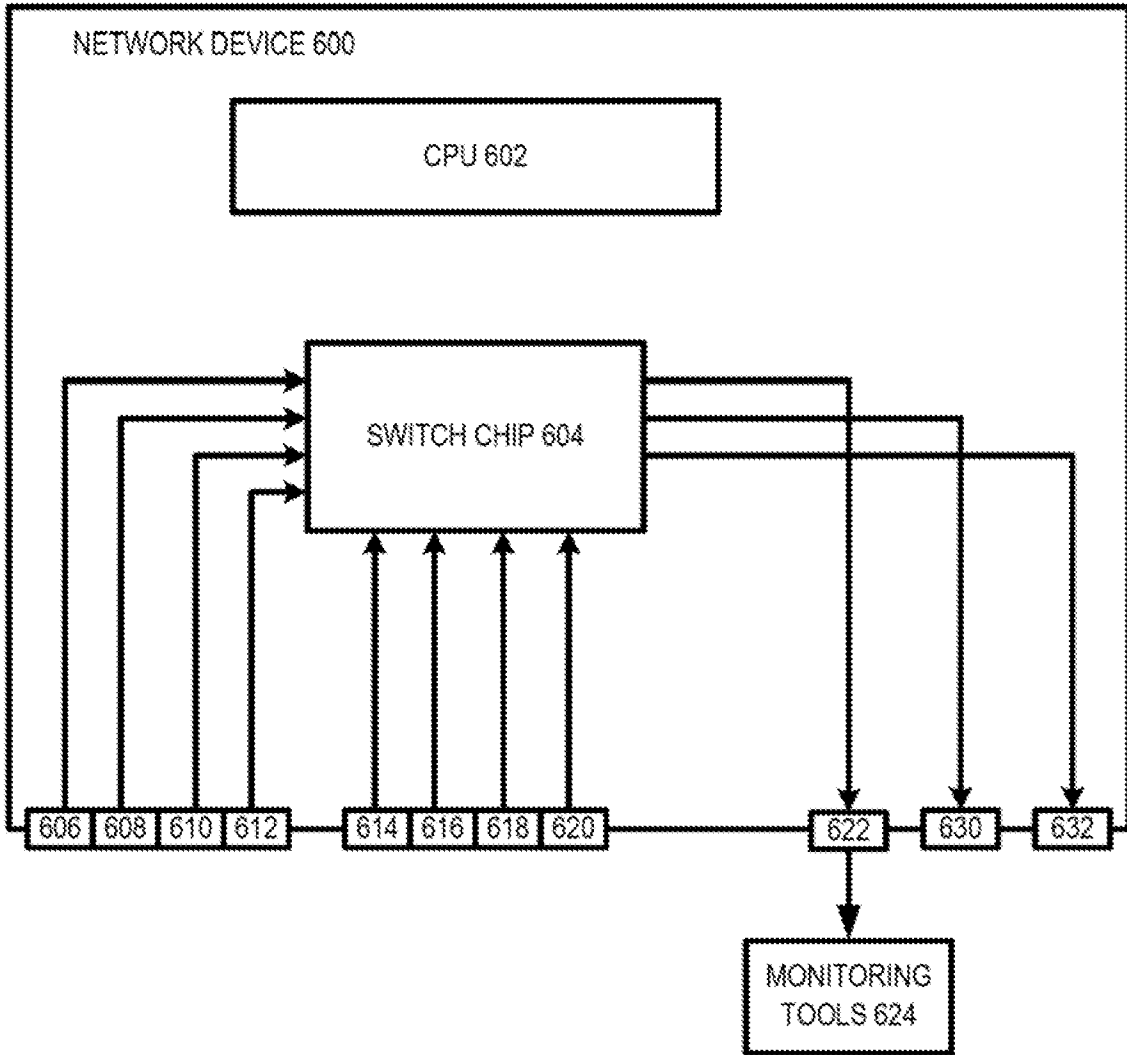 NETWORK DEVICE 600
CPU 602
SWITCH CHIP 604
606 608 610 612 614 616 618 620 622 630 632
MONITORING
TOOLS 624